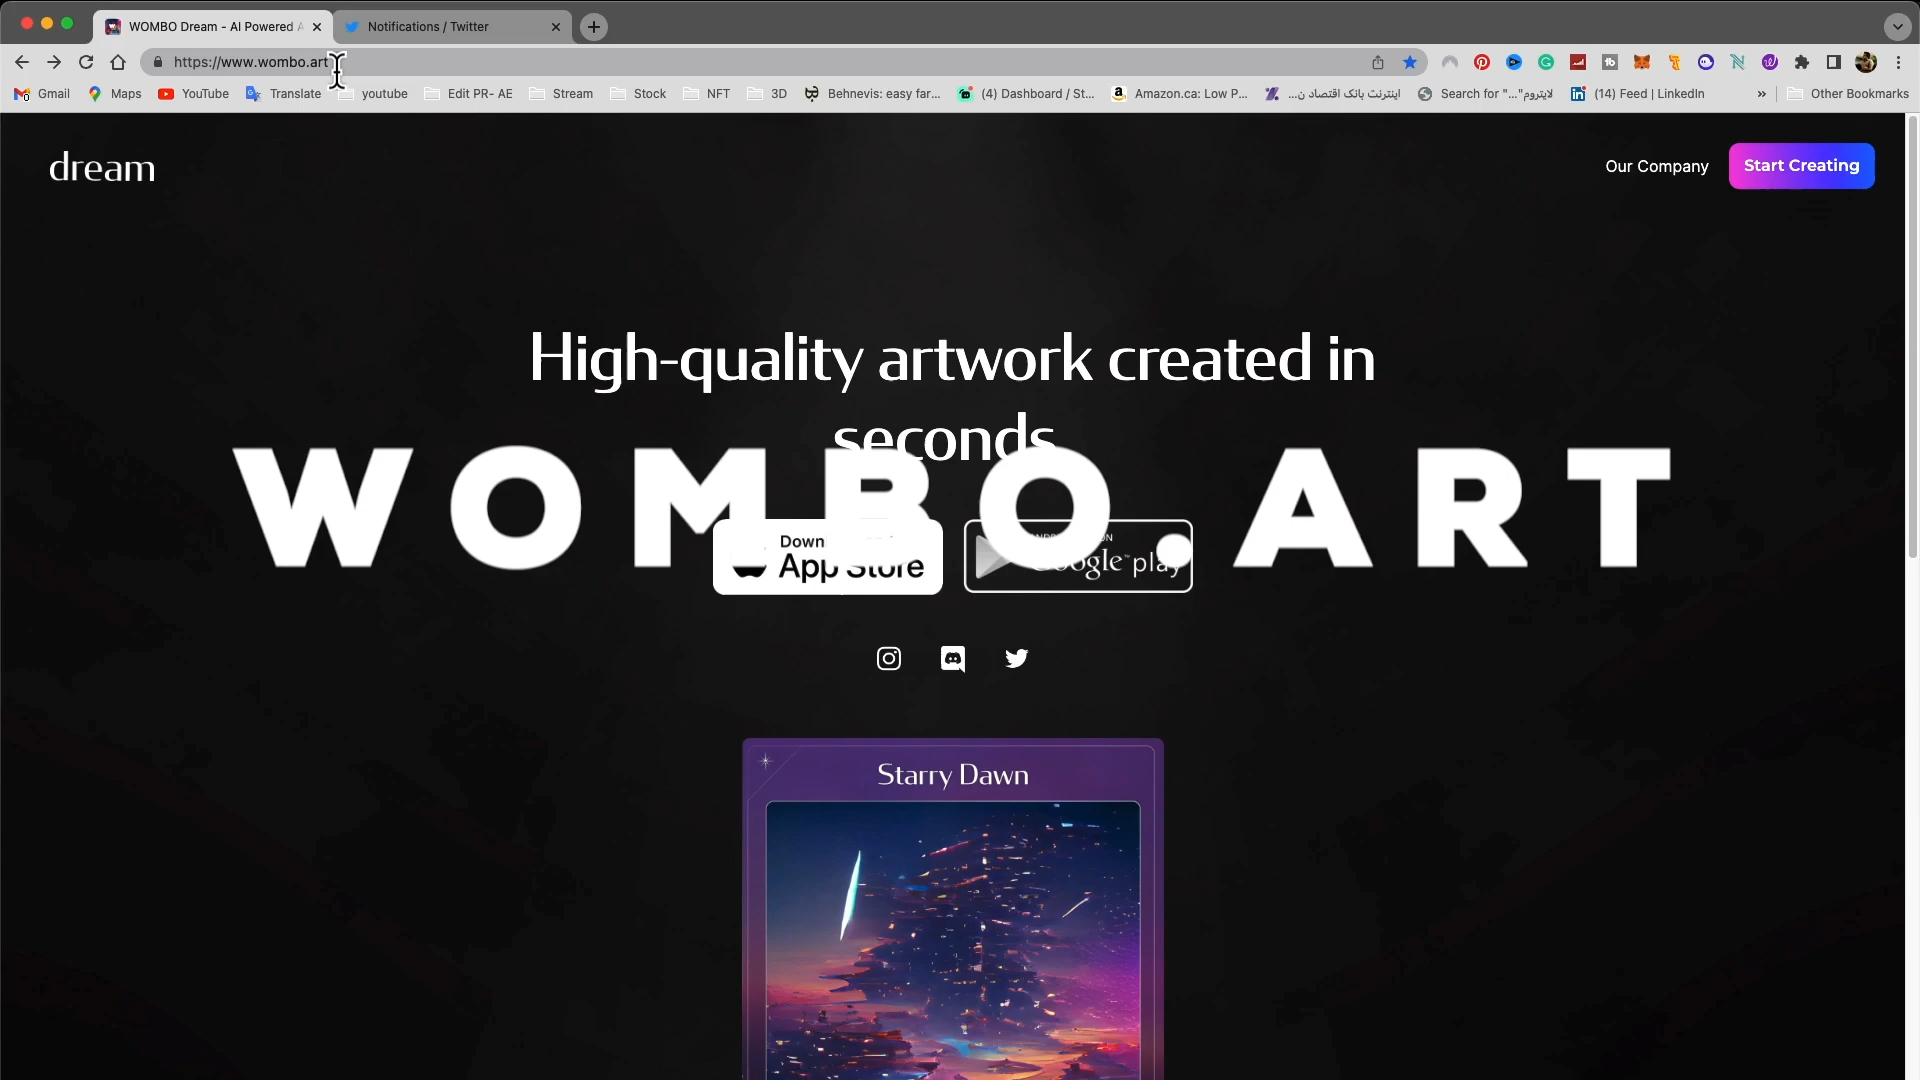 WOMBO Dream - AI Powered A
Notifications / Twitter
https://www.wombo.art
Gmail
Maps
YouTube
Translate
youtube
Edit PR- AE
Stream
Stock
NFT
3D
Behnevis: easy far...
(4) Dashboard / St...
Amazon.ca: Low P...
اینترنت بانک اقتصاد ن...
Search for "...لایتروم"
(14) Feed | LinkedIn
»
Other Bookmarks
dream
Our Company
Start Creating
High-quality artwork created in
seconds
WOMBO ART
App Store
Google play
Starry Dawn